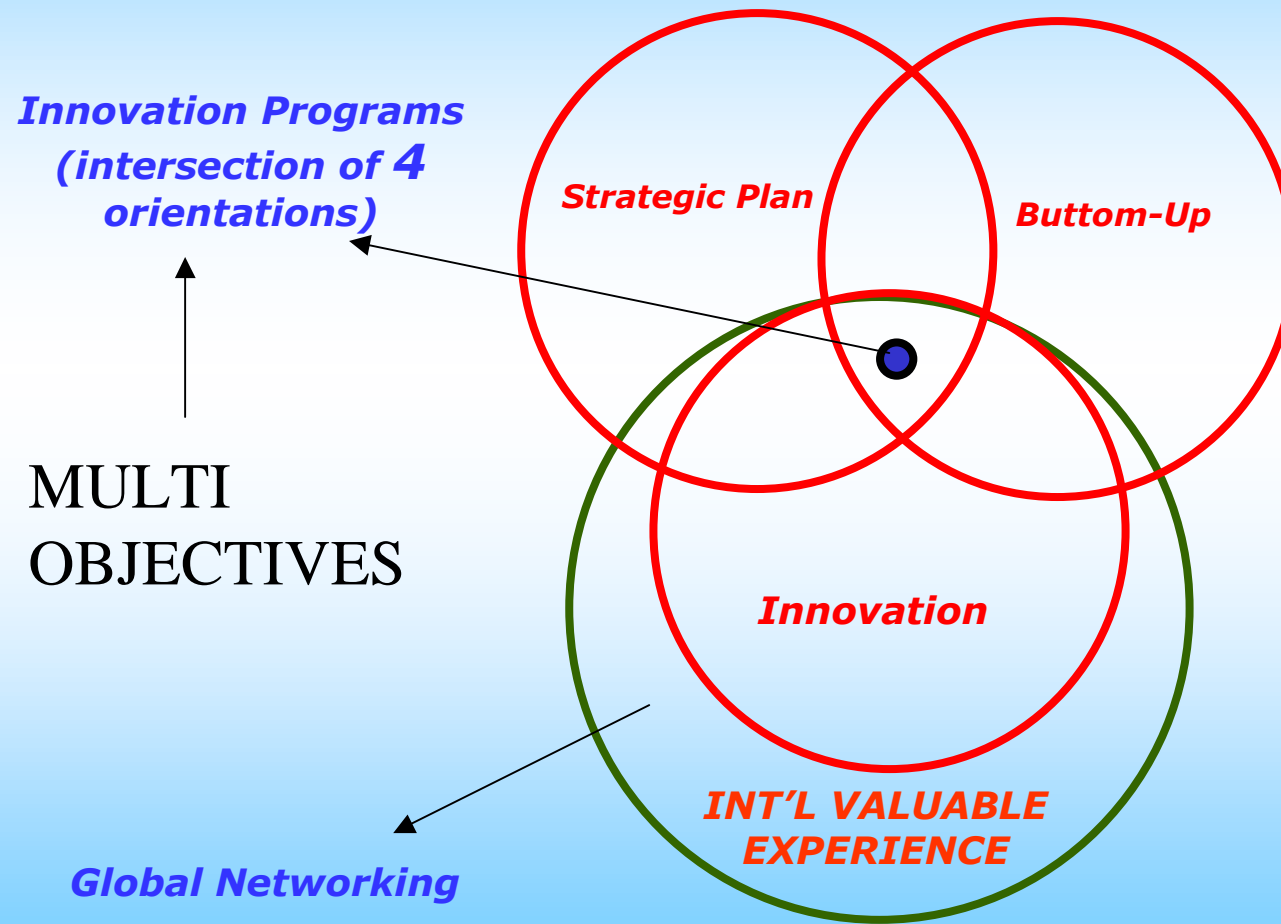 Innovation Programs
(intersection of 4
orientations)
Strategic Plan
Buttom-Up
MULTI
OBJECTIVES
Innovation
INT’L VALUABLE
EXPERIENCE
Global Networking